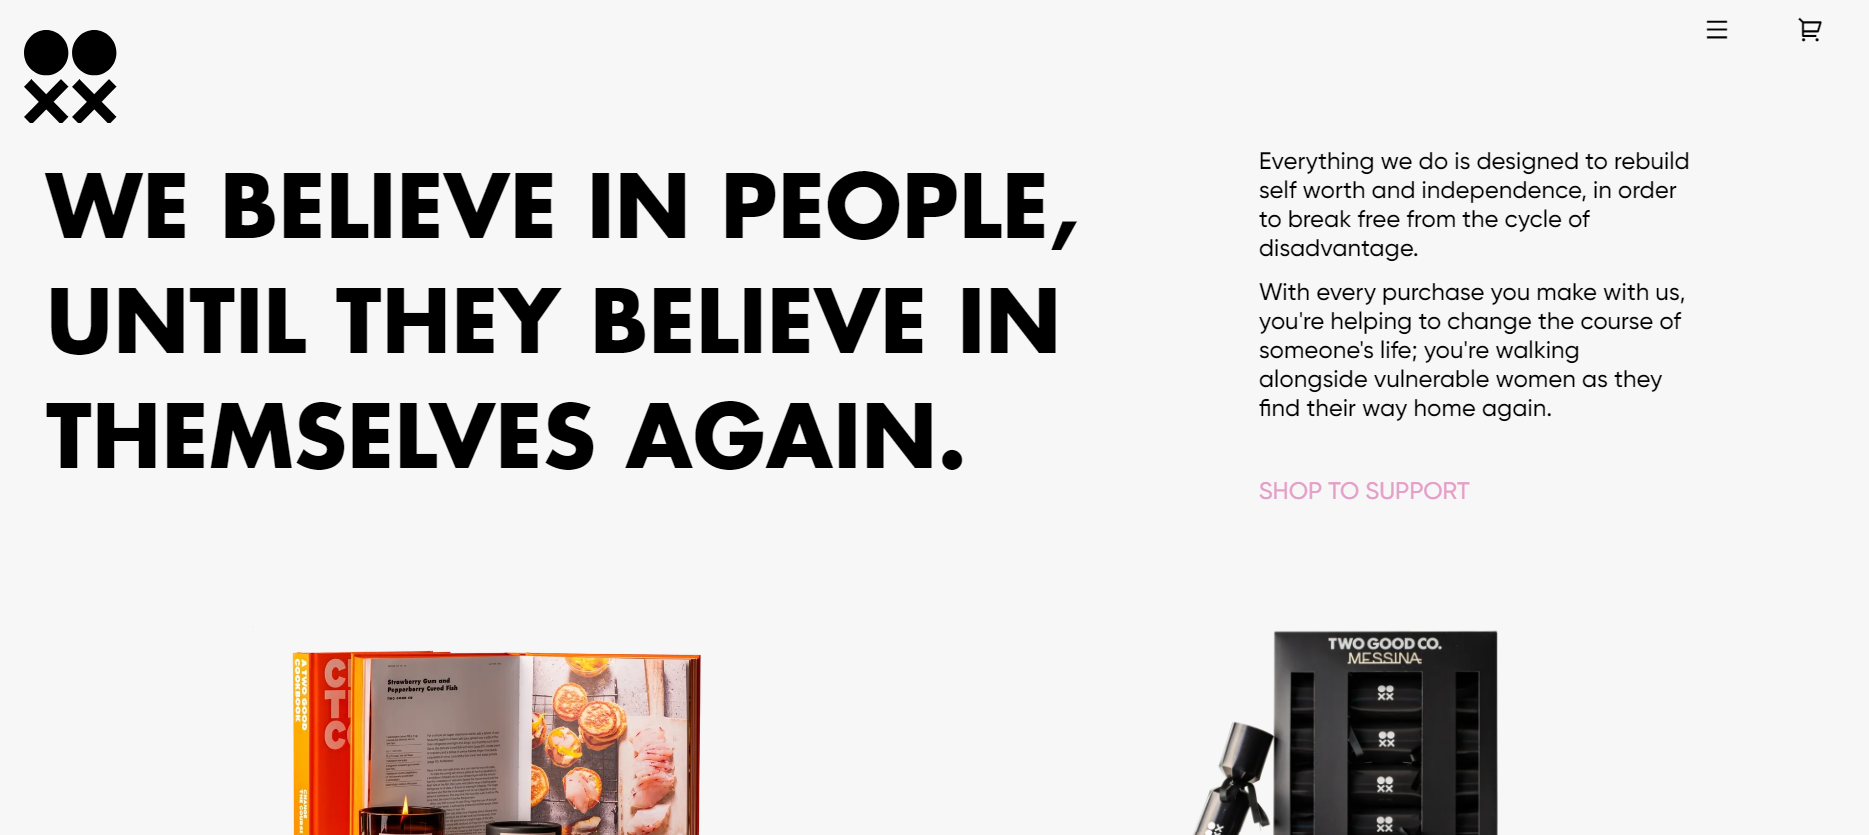 WE BELIEVE IN PEOPLE,
UNTIL THEY BELIEVE IN
THEMSELVES AGAIN.
Everything we do is designed to rebuild
self worth and independence, in order
to break free from the cycle of
disadvantage.
With every purchase you make with us,
you're helping to change the course of
someone's life; you're walking
alongside vulnerable women as they
find their way home again.
SHOP TO SUPPORT
A TWO GOOD
COOKBOOK
Strawberry Gum and
Pepperberry Cured Fish
TWO GOOD CO.
MESSINA